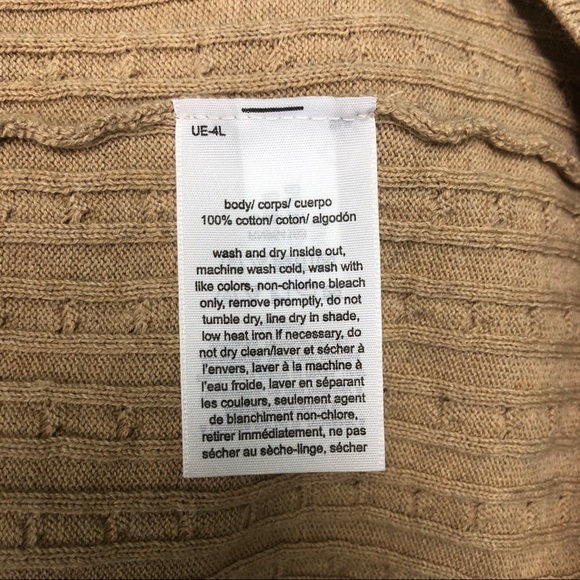 UE-4L
body/ corps/ cuerpo
100% cotton/ coton/ algodón
wash and dry inside out,
machine wash cold, wash with
like colors, non-chlorine bleach
only, remove promptly, do not
tumble dry, line dry in shade,
low heat iron if necessary, do
not dry clean/laver et sécher à
l'envers, laver à la machine à
l'eau froide, laver en séparant
les couleurs, seulement agent
de blanchiment non-chlore,
retirer immédiatement, ne pas
sécher au sèche-linge, sécher